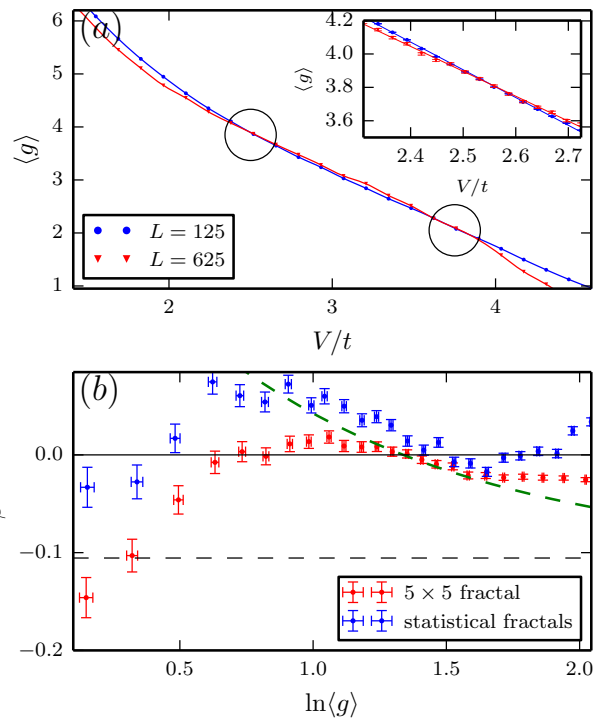 (a)
6
5
4
3
2
1
⟨g⟩
2
3
4
V/t
L = 125
L = 625
4.2
4.0
3.8
3.6
⟨g⟩
2.4
2.5
2.6
2.7
V/t
(b)
0.0
−0.1
−0.2
0.5
1.0
1.5
2.0
ln⟨g⟩
5 × 5 fractal
statistical fractals